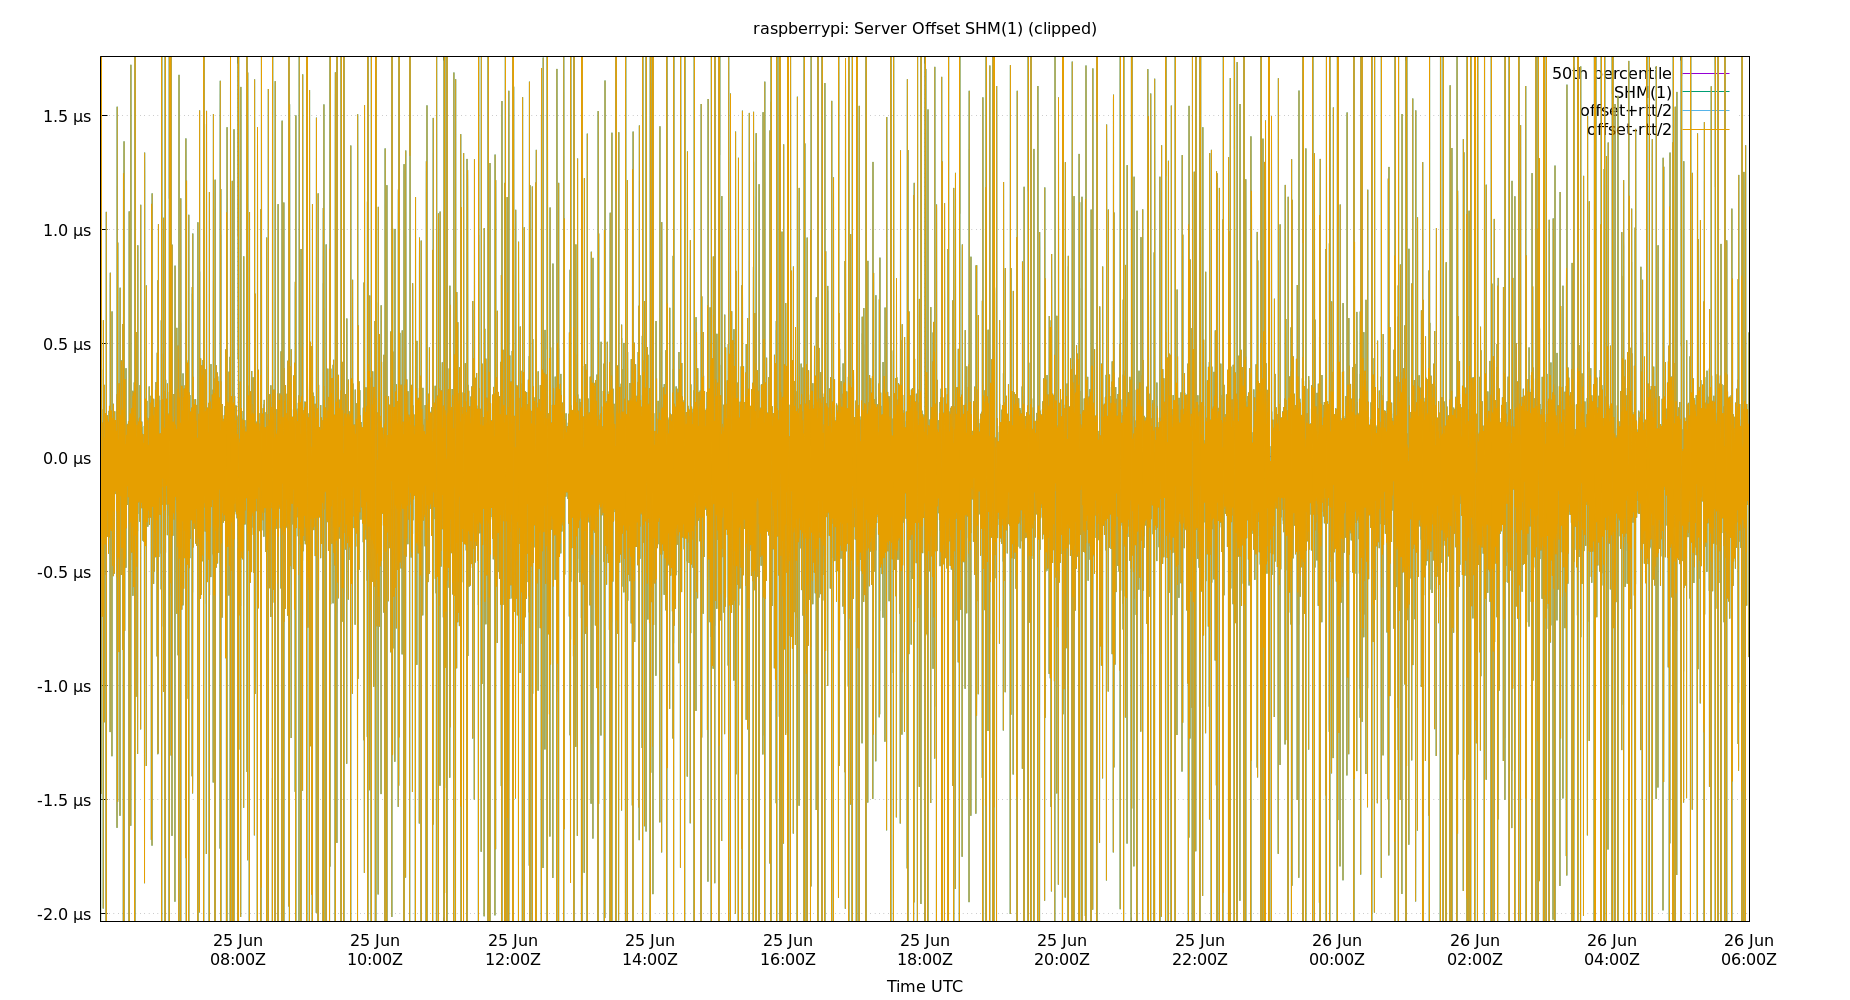 raspberrypi: Server Offset SHM(1) (clipped)
50th percentile
SHM(1)
offset+rtt/2
offset-rtt/2
1.5 µs
1.0 µs
0.5 µs
0.0 µs
-0.5 µs
-1.0 µs
-1.5 µs
-2.0 µs
25 Jun 25 Jun 25 Jun 25 Jun 25 Jun 25 Jun 25 Jun 25 Jun 26 Jun 26 Jun 26 Jun 26 Jun
08:00Z 10:00Z 12:00Z 14:00Z 16:00Z 18:00Z 20:00Z 22:00Z 00:00Z 02:00Z 04:00Z 06:00Z
Time UTC